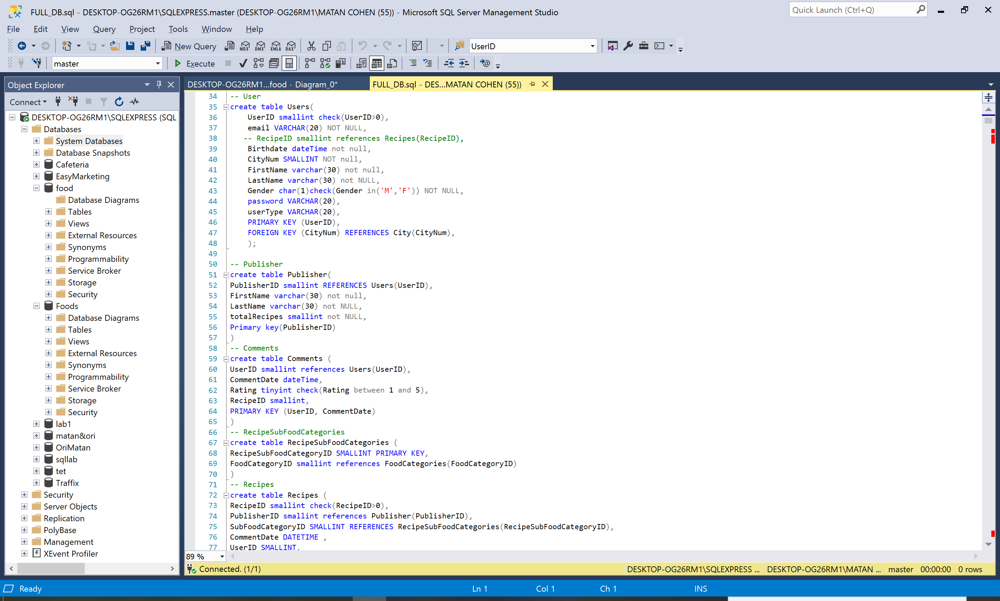 FULL_DB.sql - DESKTOP-OG26RM1\SQLEXPRESS.master (DESKTOP-OG26RM1\MATAN COHEN (55)) - Microsoft SQL Server Management Studio
Quick Launch (Ctrl+Q)
File Edit View Query Project Tools Window Help
New Query MDX DMX XMLA DAX UserID
master Execute
Object Explorer
DESKTOP-OG26RM1...food - Diagram_0*
FULL_DB.sql - DES...MATAN COHEN (55))
Connect
DESKTOP-OG26RM1\SQLEXPRESS (SQL
Databases
System Databases
Database Snapshots
Cafeteria
EasyMarketing
food
Database Diagrams
Tables
Views
External Resources
Synonyms
Programmability
Service Broker
Storage
Security
Foods
Database Diagrams
Tables
Views
External Resources
Synonyms
Programmability
Service Broker
Storage
Security
lab1
matan&ori
OriMatan
sqllab
tet
Traffix
Security
Server Objects
Replication
PolyBase
Management
XEvent Profiler
34 -- User
35 create table Users(
36 UserID smallint check(UserID>0),
37 email VARCHAR(20) NOT NULL,
38 -- RecipeID smallint references Recipes(RecipeID),
39 Birthdate dateTime not null,
40 CityNum SMALLINT NOT null,
41 FirstName varchar(30) not null,
42 LastName varchar(30) not NULL,
43 Gender char(1)check(Gender in('M','F')) NOT NULL,
44 password VARCHAR(20),
45 userType VARCHAR(20),
46 PRIMARY KEY (UserID),
47 FOREIGN KEY (CityNum) REFERENCES City(CityNum),
48 );
49
50 -- Publisher
51 create table Publisher(
52 PublisherID smallint REFERENCES Users(UserID),
53 FirstName varchar(30) not null,
54 LastName varchar(30) not NULL,
55 totalRecipes smallint not NULL,
56 Primary key(PublisherID)
57 )
58 -- Comments
59 create table Comments (
60 UserID smallint references Users(UserID),
61 CommentDate dateTime,
62 Rating tinyint check(Rating between 1 and 5),
63 RecipeID smallint,
64 PRIMARY KEY (UserID, CommentDate)
65 )
66 -- RecipeSubFoodCategories
67 create table RecipeSubFoodCategories (
68 RecipeSubFoodCategoryID SMALLINT PRIMARY KEY,
69 FoodCategoryID smallint references FoodCategories(FoodCategoryID)
70 )
71 -- Recipes
72 create table Recipes (
73 RecipeID smallint check(RecipeID>0),
74 PublisherID smallint references Publisher(PublisherID),
75 SubFoodCategoryID SMALLINT REFERENCES RecipeSubFoodCategories(RecipeSubFoodCategoryID),
76 CommentDate DATETIME ,
77 UserID SMALLINT,
89 %
Connected. (1/1) DESKTOP-OG26RM1\SQLEXPRESS ... DESKTOP-OG26RM1\MATAN ... master 00:00:00 0 rows
Ready Ln 1 Col 1 Ch 1 INS